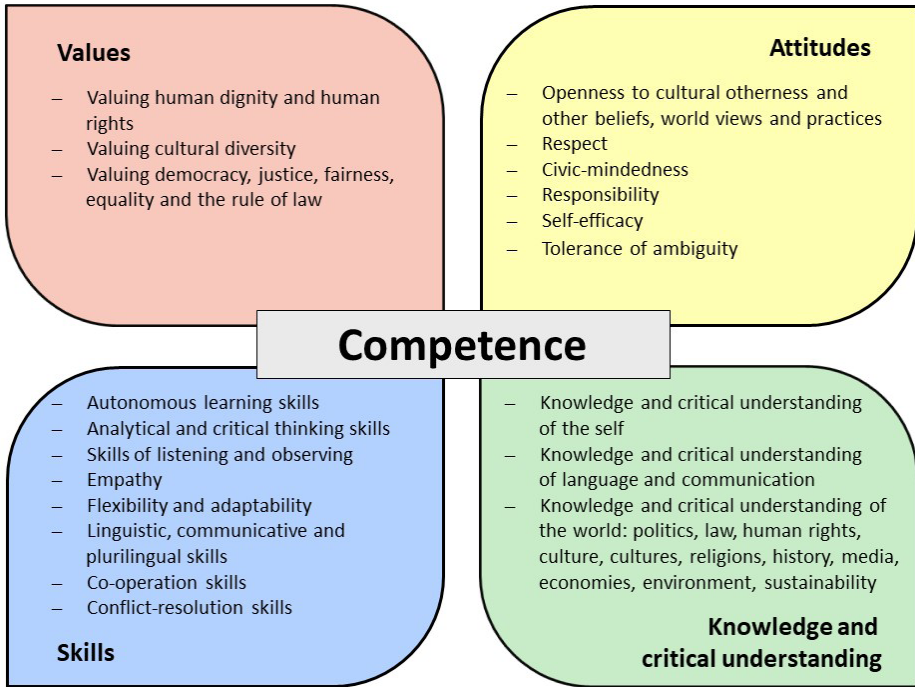 Values
– Valuing human dignity and human
rights
– Valuing cultural diversity
– Valuing democracy, justice, fairness,
equality and the rule of law
Attitudes
– Openness to cultural otherness and
other beliefs, world views and practices
– Respect
– Civic-mindedness
– Responsibility
– Self-efficacy
– Tolerance of ambiguity
Competence
– Autonomous learning skills
– Analytical and critical thinking skills
– Skills of listening and observing
– Empathy
– Flexibility and adaptability
– Linguistic, communicative and
plurilingual skills
– Co-operation skills
– Conflict-resolution skills
Skills
– Knowledge and critical understanding
of the self
– Knowledge and critical understanding
of language and communication
– Knowledge and critical understanding of
the world: politics, law, human rights,
culture, cultures, religions, history, media,
economies, environment, sustainability
Knowledge and
critical understanding